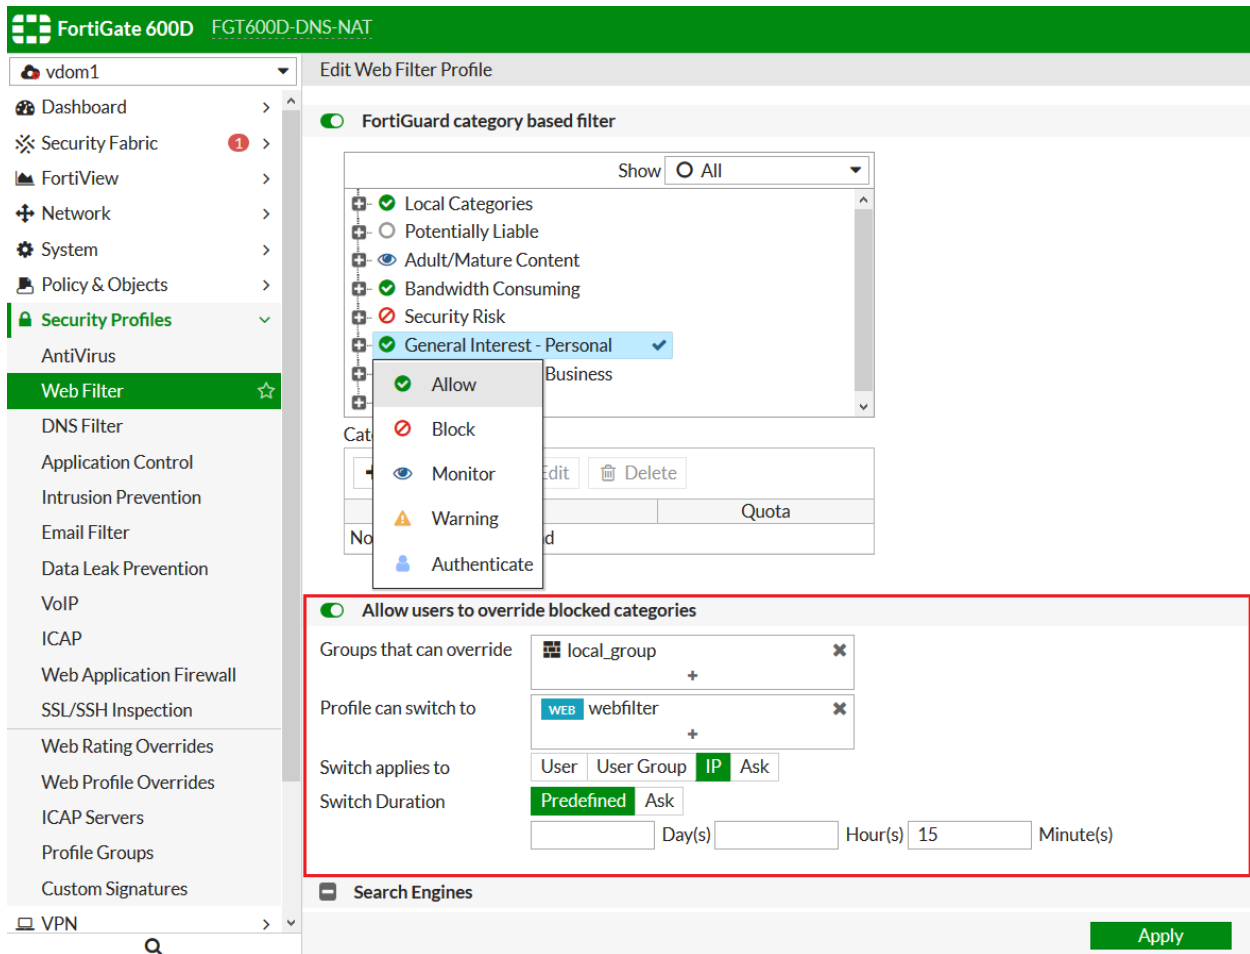 FortiGate 600D FGT600D-DNS-NAT
vdom1
Dashboard
Security Fabric 1
FortiView
Network
System
Policy & Objects
Security Profiles
AntiVirus
Web Filter
DNS Filter
Application Control
Intrusion Prevention
Email Filter
Data Leak Prevention
VoIP
ICAP
Web Application Firewall
SSL/SSH Inspection
Web Rating Overrides
Web Profile Overrides
ICAP Servers
Profile Groups
Custom Signatures
VPN
Edit Web Filter Profile
FortiGuard category based filter
Show All
Local Categories
Potentially Liable
Adult/Mature Content
Bandwidth Consuming
Security Risk
General Interest - Personal
Business
Allow
Block
Monitor
Warning
Authenticate
Cat
Edit Delete
Quota
No d
Allow users to override blocked categories
Groups that can override local_group
Profile can switch to WEB webfilter
Switch applies to User User Group IP Ask
Switch Duration Predefined Ask
Day(s) Hour(s) 15 Minute(s)
Search Engines
Apply